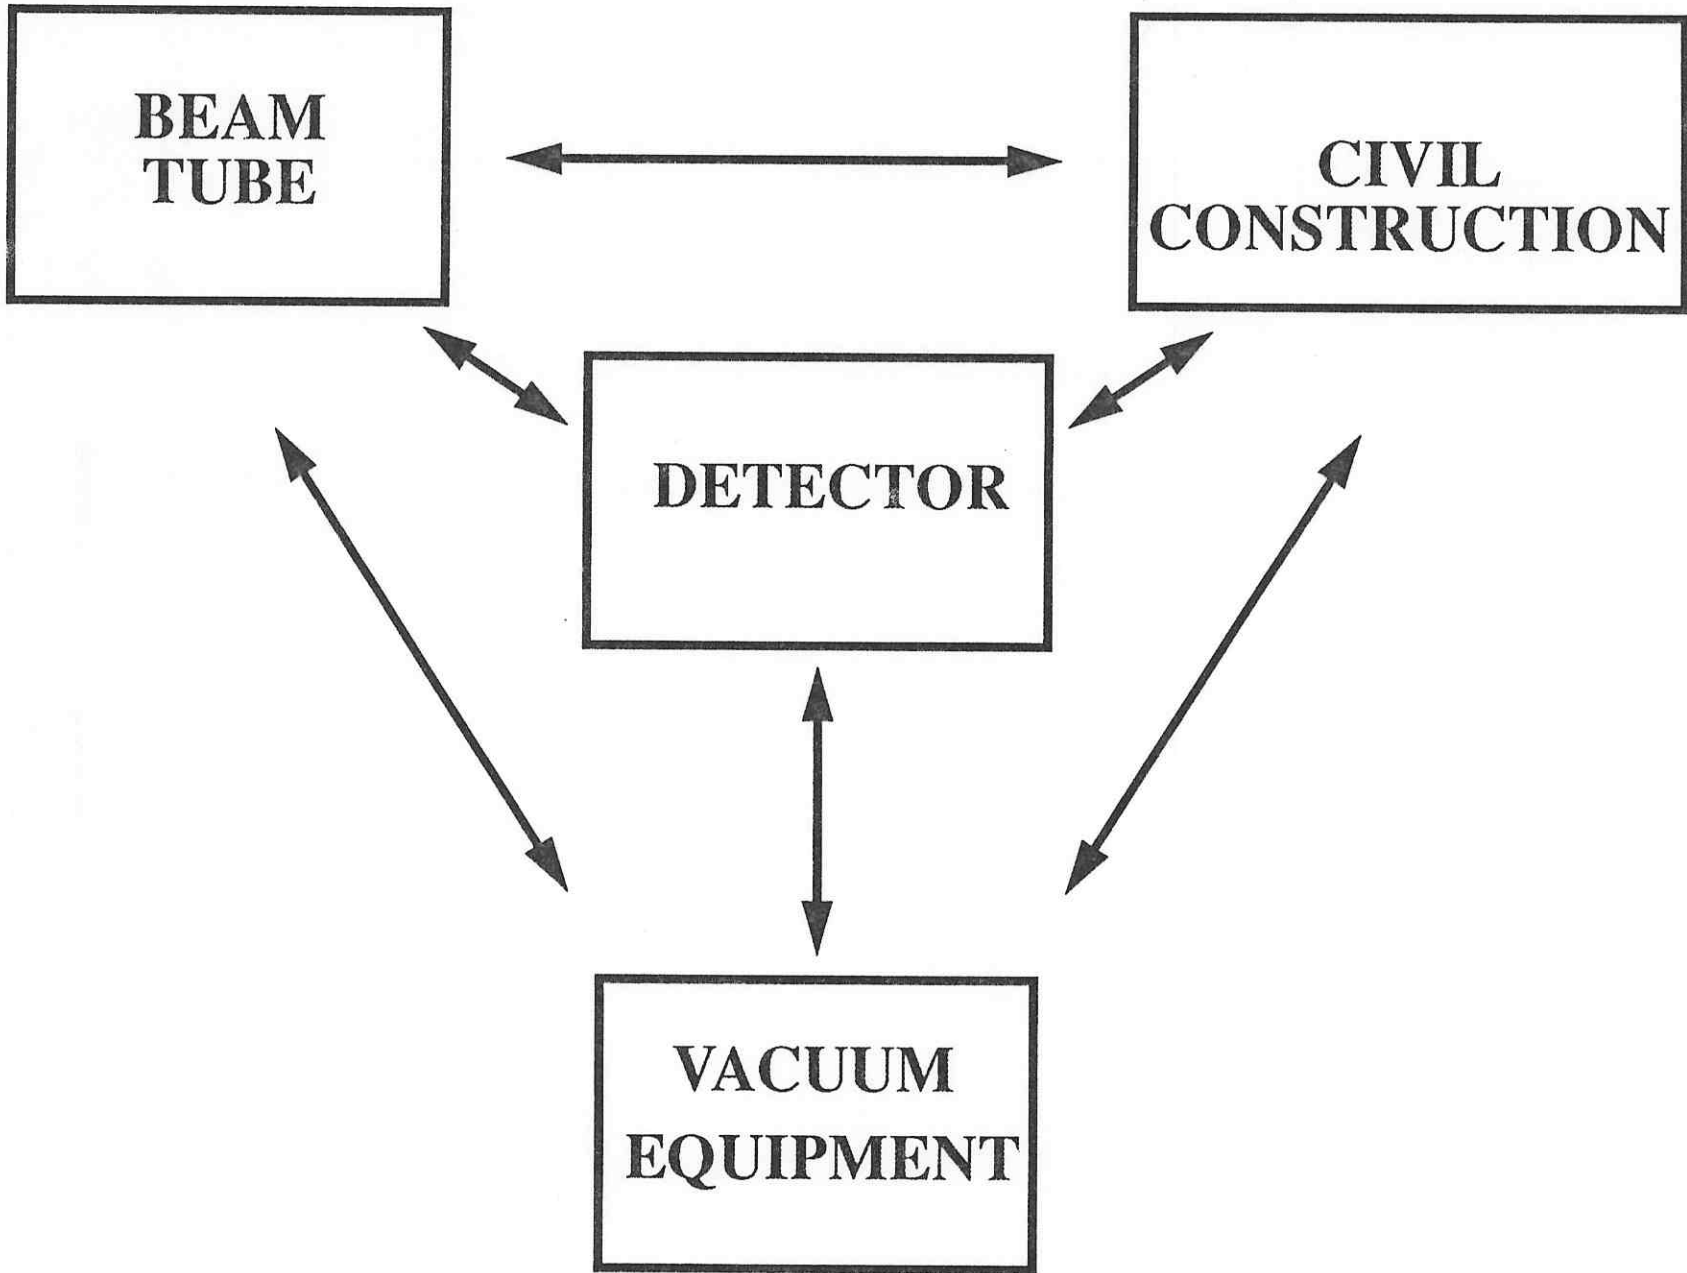 BEAM
TUBE
CIVIL
CONSTRUCTION
DETECTOR
VACUUM
EQUIPMENT